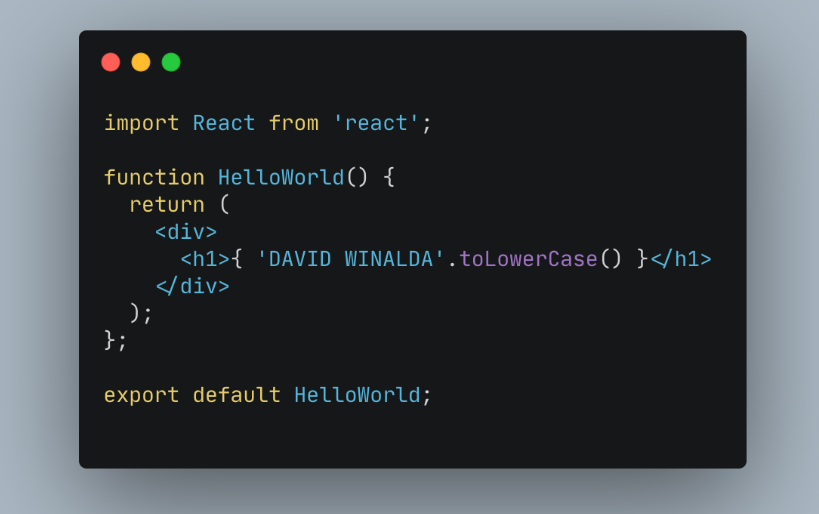 import React from 'react';
function HelloWorld() {
  return (
    <div>
      <h1>{ 'DAVID WINALDA'.toLowerCase() }</h1>
    </div>
  );
};
export default HelloWorld;